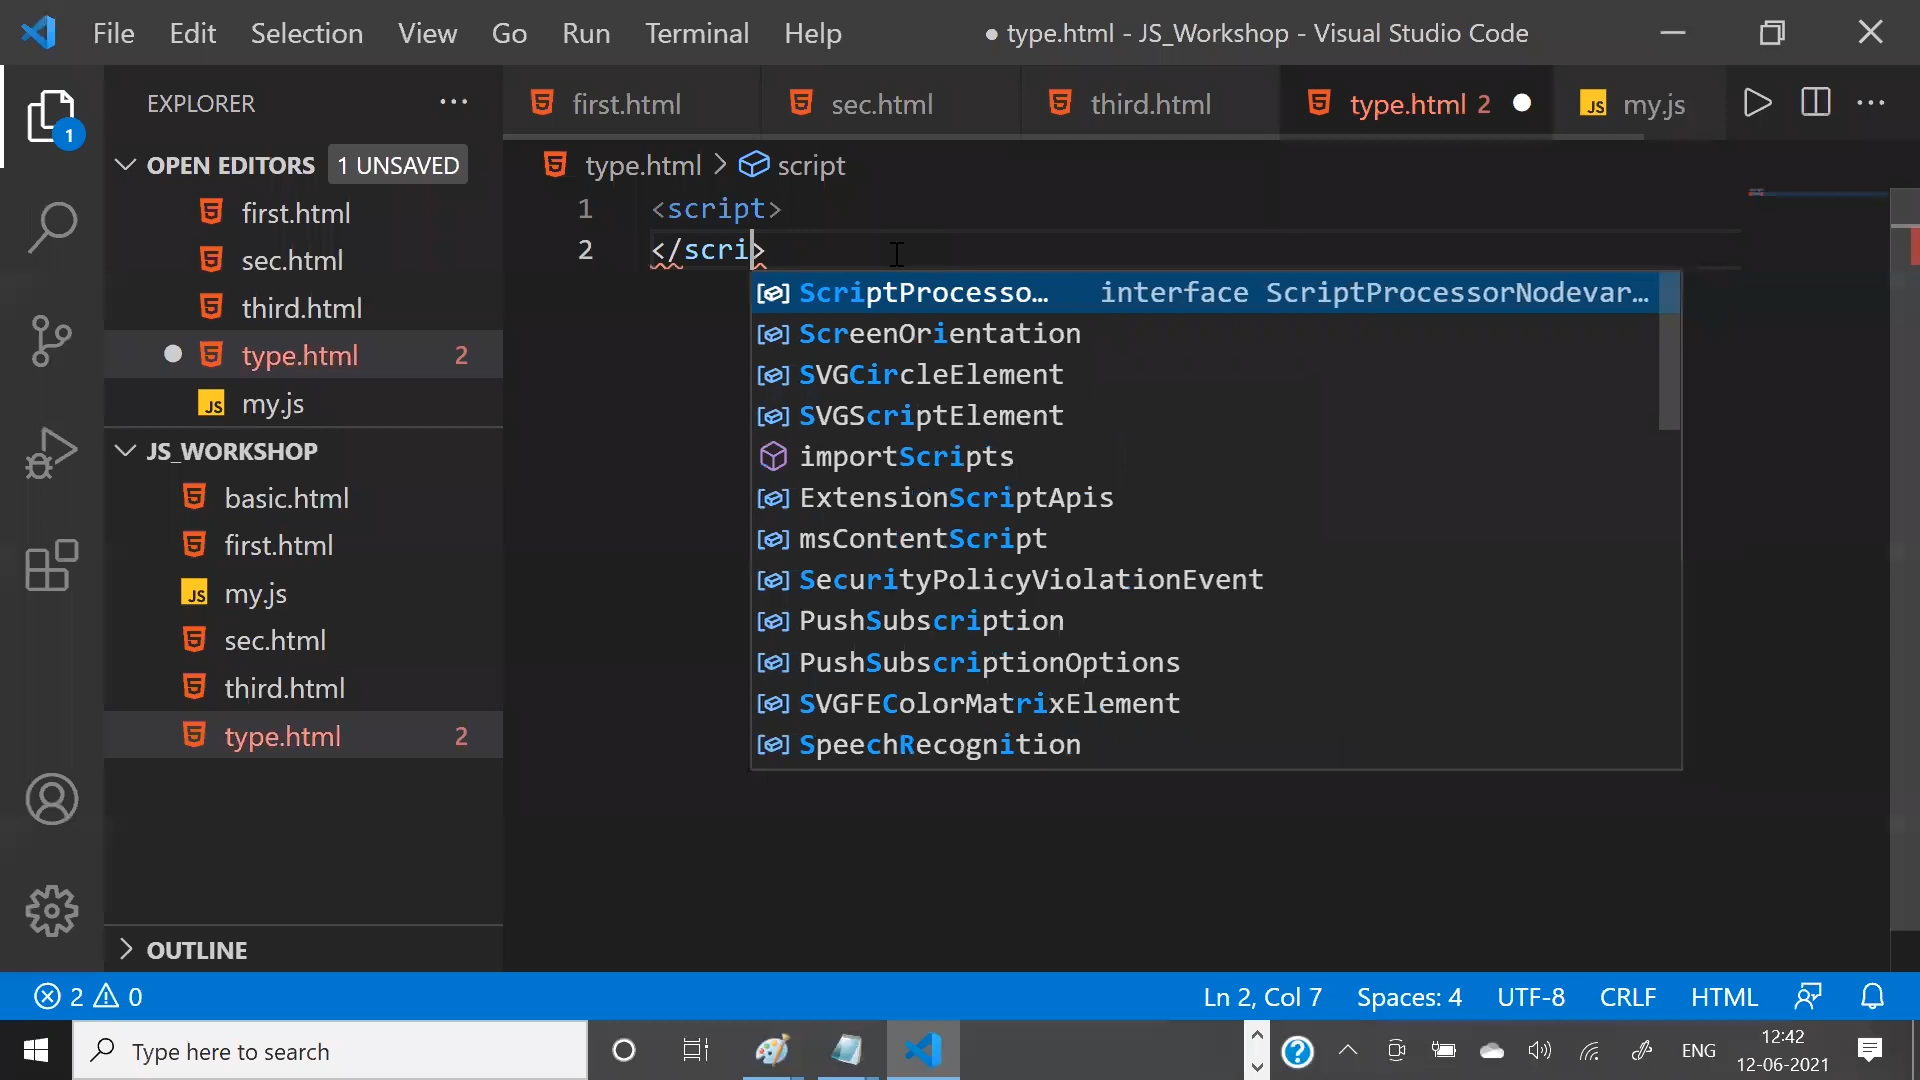 File Edit Selection View Go Run Terminal Help ● type.html - JS_Workshop - Visual Studio Code
EXPLORER
first.html sec.html third.html type.html 2 my.js
1
OPEN EDITORS 1 UNSAVED
type.html > script
first.html
sec.html
third.html
type.html 2
my.js
JS_WORKSHOP
basic.html
first.html
my.js
sec.html
third.html
type.html 2
OUTLINE
1 <script>
2 </scri>
ScriptProcesso… interface ScriptProcessorNodevar…
ScreenOrientation
SVGCircleElement
SVGScriptElement
importScripts
ExtensionScriptApis
msContentScript
SecurityPolicyViolationEvent
PushSubscription
PushSubscriptionOptions
SVGFEColorMatrixElement
SpeechRecognition
2 0 Ln 2, Col 7 Spaces: 4 UTF-8 CRLF HTML
Type here to search
ENG
12:42
12-06-2021